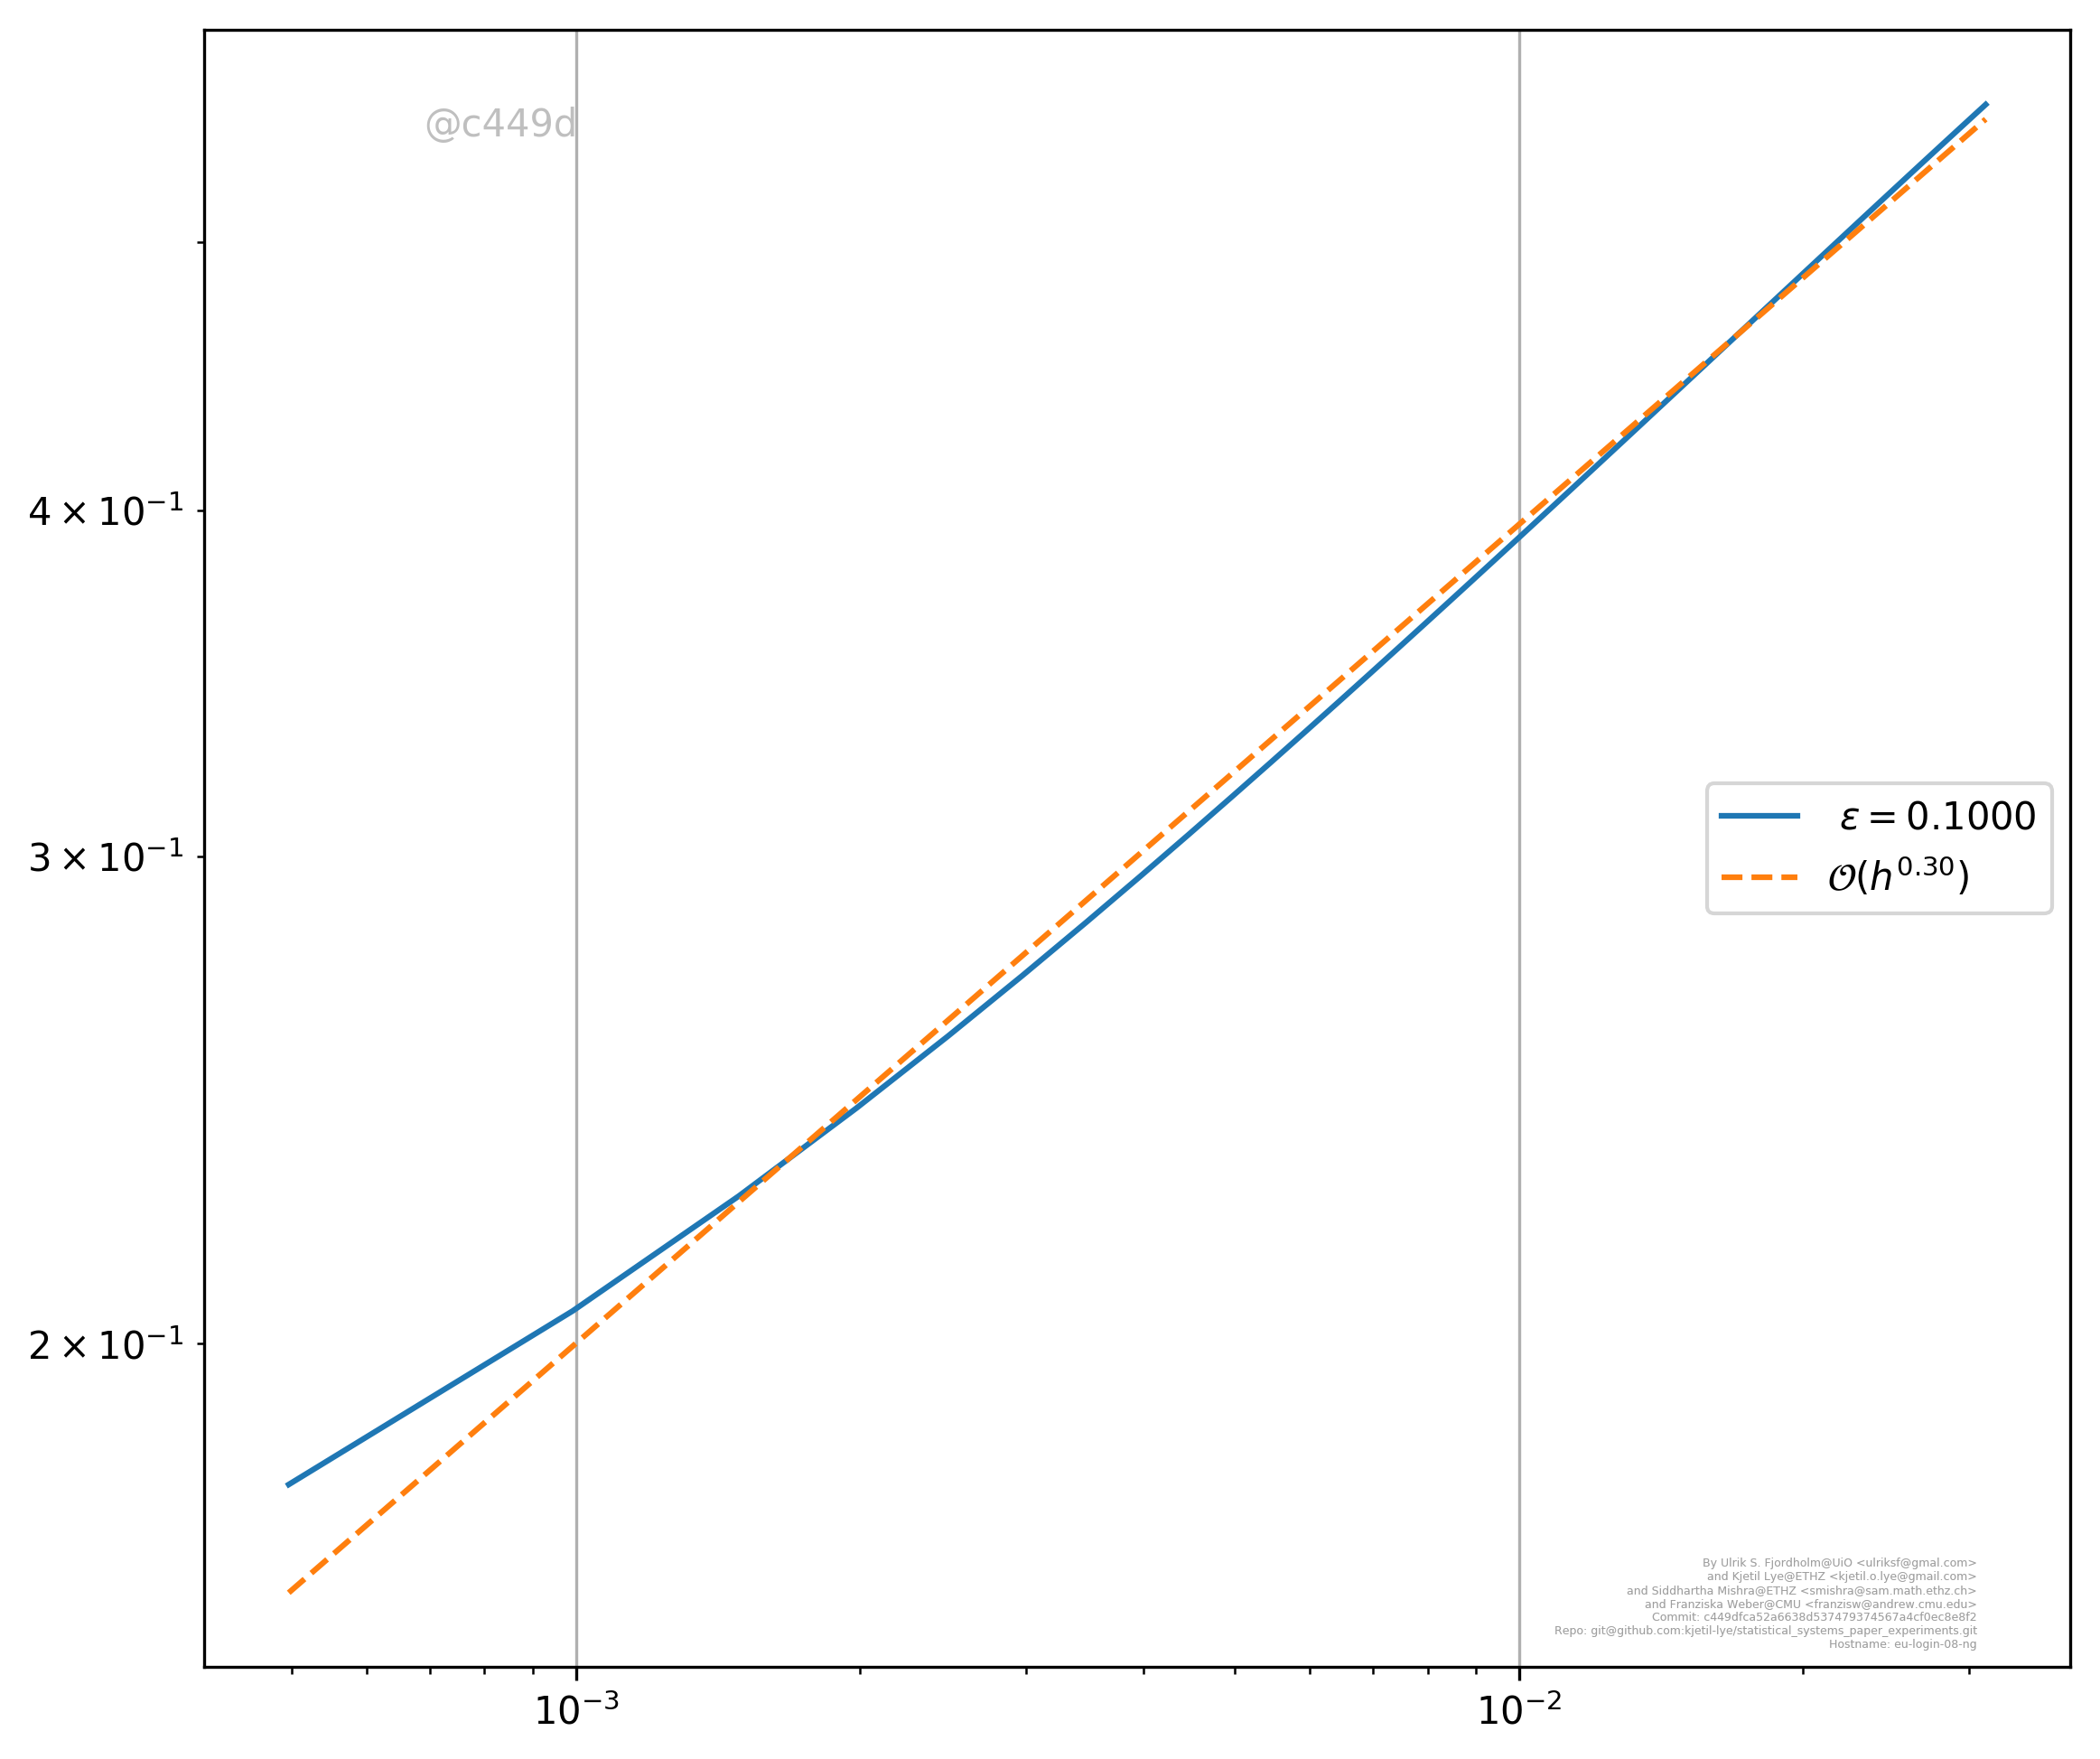 @c449d
4 × 10⁻¹
3 × 10⁻¹
2 × 10⁻¹
ε = 0.1000
𝒪(h^0.30)
By Ulrik S. Fjordholm@UiO <ulriksf@gmal.com>
and Kjetil Lye@ETHZ <kjetil.o.lye@gmail.com>
and Siddhartha Mishra@ETHZ <smishra@sam.math.ethz.ch>
and Franziska Weber@CMU <franzisw@andrew.cmu.edu>
Commit: c449dfca52a6638d537479374567a4cf0ec8e8f2
Repo: git@github.com:kjetil-lye/statistical_systems_paper_experiments.git
Hostname: eu-login-08-ng
10⁻³ 10⁻²